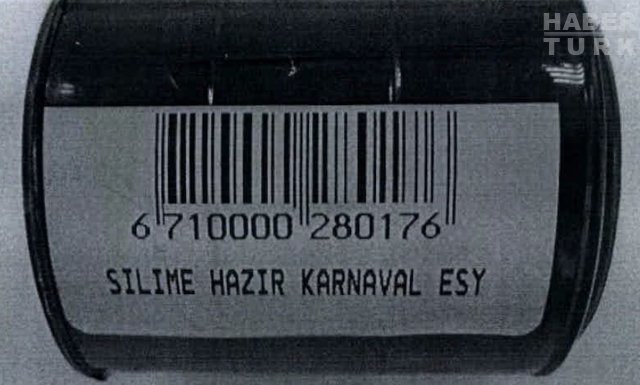 HABER
TURK
6 710000 280176
SILIME HAZIR KARNAVAL ESY